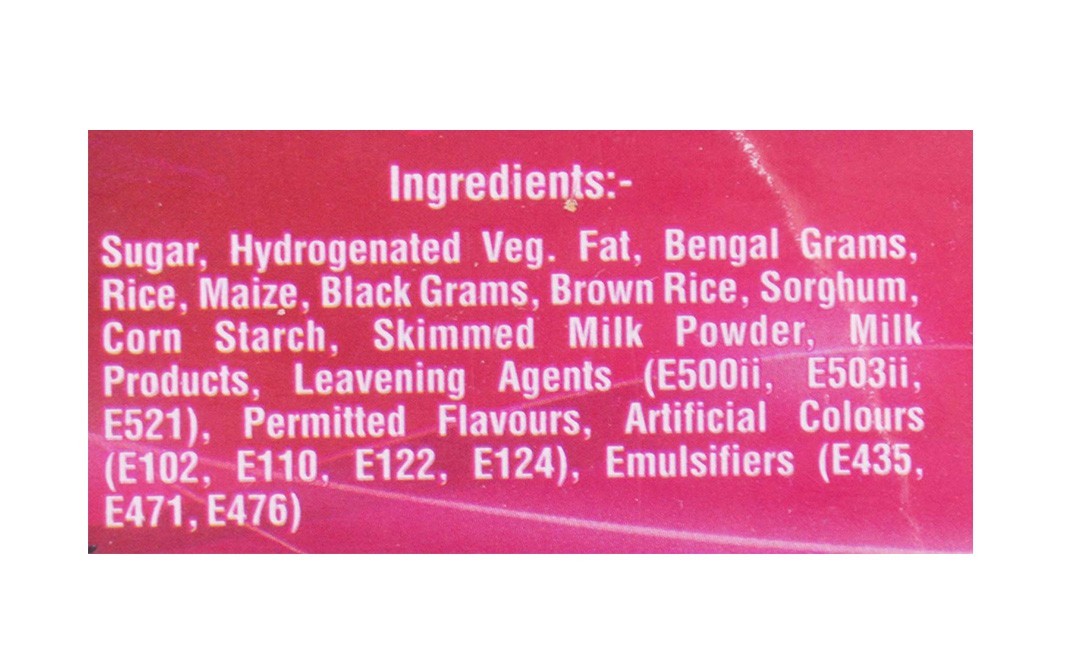 Ingredients:-
Sugar, Hydrogenated Veg. Fat, Bengal Grams,
Rice, Maize, Black Grams, Brown Rice, Sorghum,
Corn Starch, Skimmed Milk Powder, Milk
Products, Leavening Agents (E500ii, E503ii,
E521), Permitted Flavours, Artificial Colours
(E102, E110, E122, E124), Emulsifiers (E435,
E471, E476)